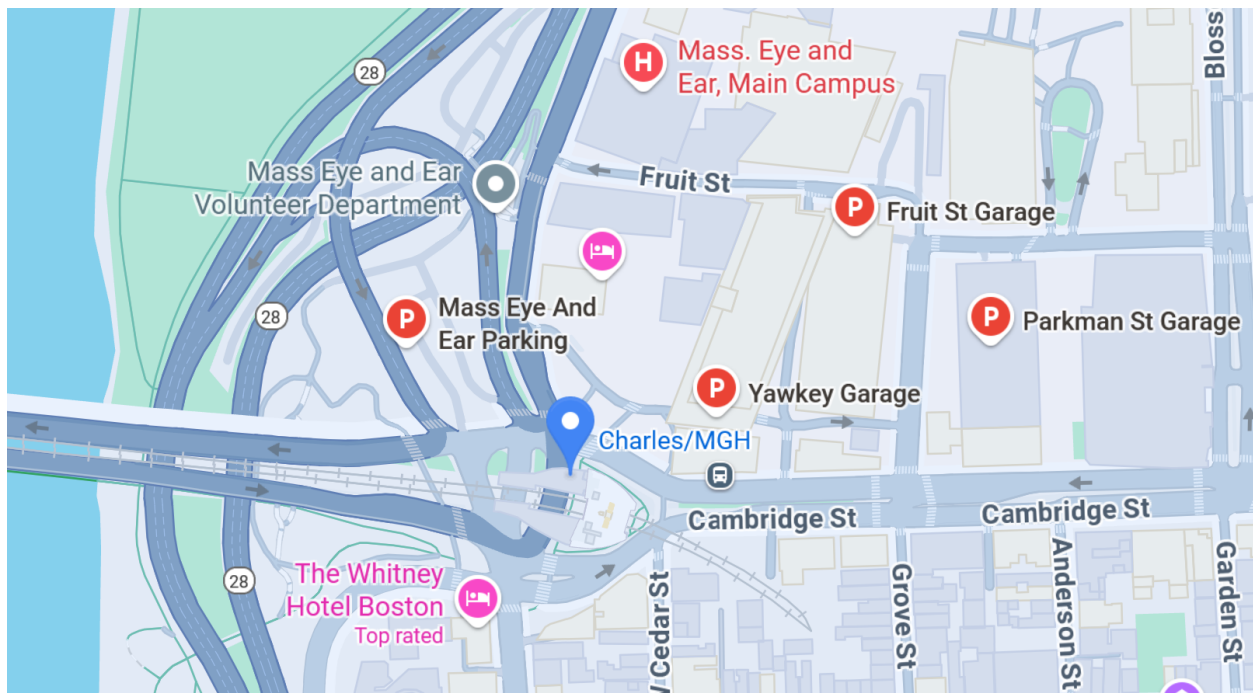 28
H
Mass. Eye and
Ear, Main Campus
Bloss
Mass Eye and Ear
Volunteer Department
Fruit St
P
Fruit St Garage
28
P
Mass Eye And
Ear Parking
P
Parkman St Garage
P
Yawkey Garage
Charles/MGH
Cambridge St
Cambridge St
28
The Whitney
Hotel Boston
Top rated
Cedar St
Grove St
Anderson St
Garden St